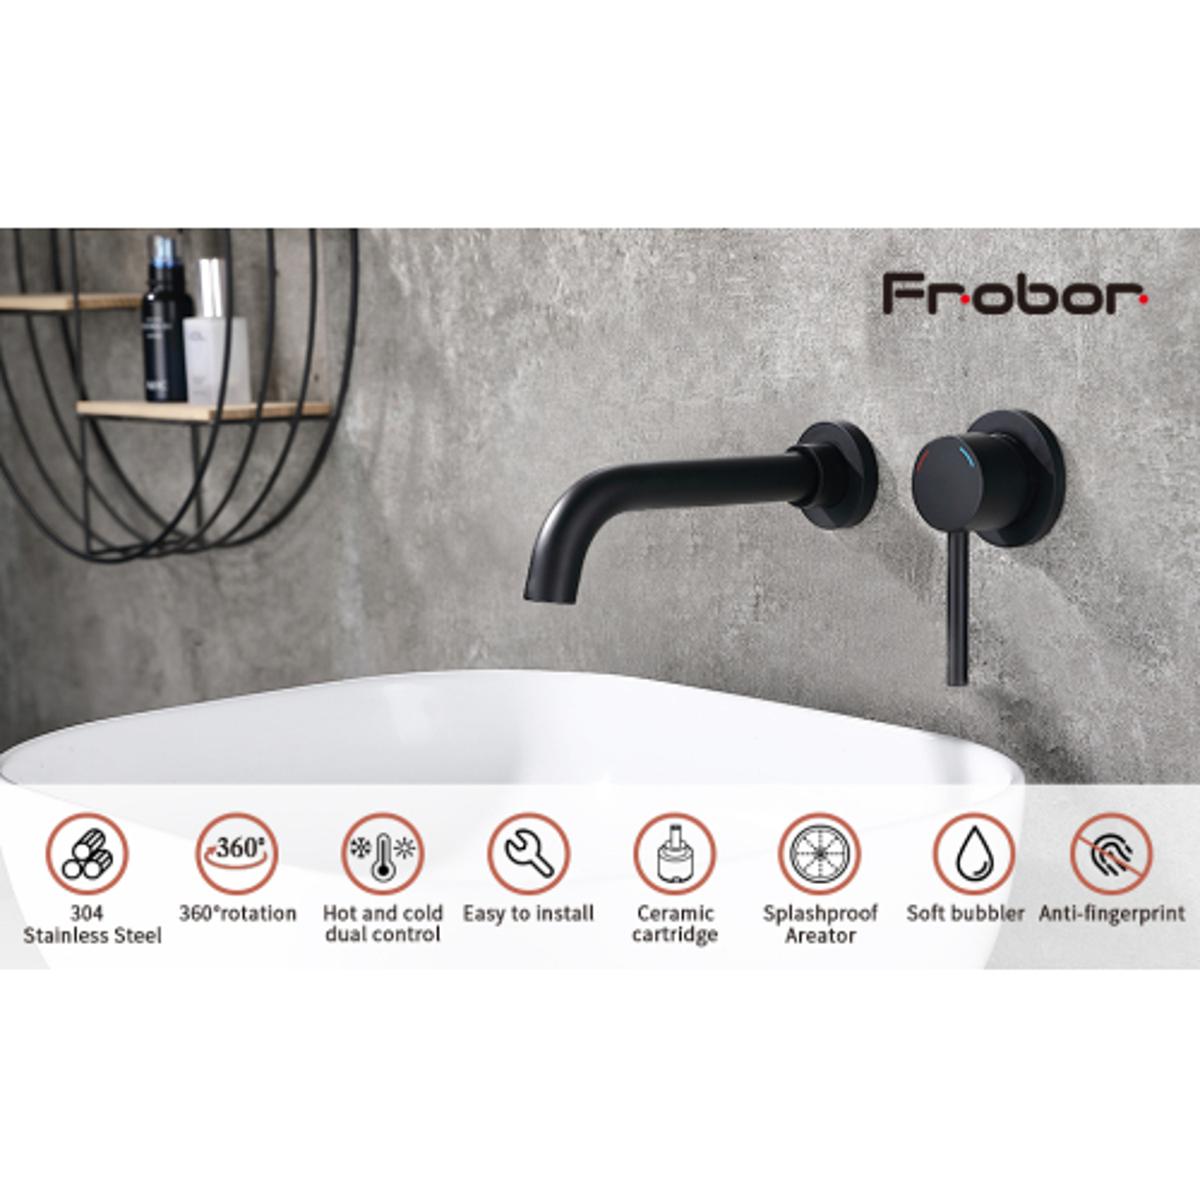 Frobor
360°
304
Stainless Steel
360°rotation
Hot and cold
dual control
Easy to install
Ceramic
cartridge
Splashproof
Areator
Soft bubbler
Anti-fingerprint